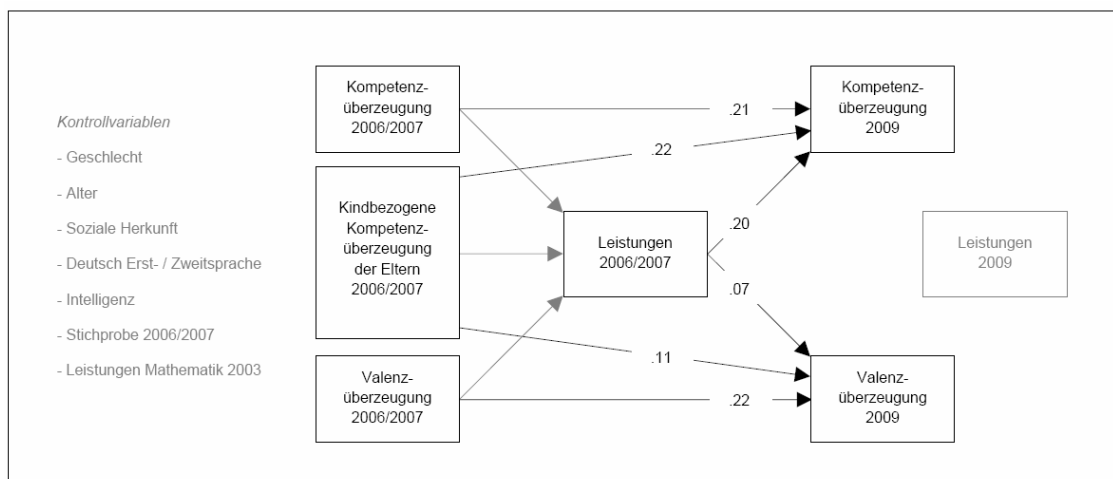 Kontrollvariablen
- Geschlecht
- Alter
- Soziale Herkunft
- Deutsch Erst- / Zweitsprache
- Intelligenz
- Stichprobe 2006/2007
- Leistungen Mathematik 2003
Kompetenz-
überzeugung
2006/2007
Kindbezogene
Kompetenz-
überzeugung
der Eltern
2006/2007
Valenz-
überzeugung
2006/2007
Leistungen
2006/2007
.21
.22
.20
.07
.11
.22
Kompetenz-
überzeugung
2009
Valenz-
überzeugung
2009
Leistungen
2009